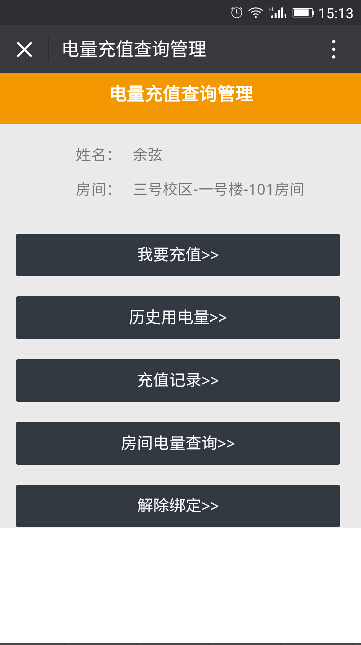 15:13
电量充值查询管理
电量充值查询管理
姓名： 余弦
房间： 三号校区-一号楼-101房间
我要充值>>
历史用电量>>
充值记录>>
房间电量查询>>
解除绑定>>